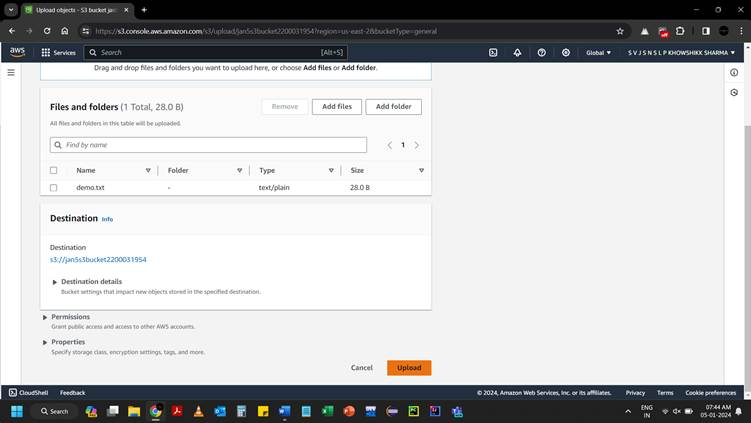 Upload objects - S3 bucket jan
https://s3.console.aws.amazon.com/s3/upload/jan5s3bucket2200031954?region=us-east-2&bucketType=general
off
aws
Services
Search
[Alt+S]
Global
S V J S N S L P KHOWSHIKK SHARMA
Drag and drop files and folders you want to upload here, or choose Add files or Add folder.
Files and folders (1 Total, 28.0 B)
Remove
Add files
Add folder
All files and folders in this table will be uploaded.
Find by name
1
Name
Folder
Type
Size
demo.txt
-
text/plain
28.0 B
Destination
Info
Destination
s3://jan5s3bucket2200031954
Destination details
Bucket settings that impact new objects stored in the specified destination.
Permissions
Grant public access and access to other AWS accounts.
Properties
Specify storage class, encryption settings, tags, and more.
Cancel
Upload
CloudShell
Feedback
© 2024, Amazon Web Services, Inc. or its affiliates.
Privacy
Terms
Cookie preferences
Search
ENG
IN
07:44 AM
05-01-2024